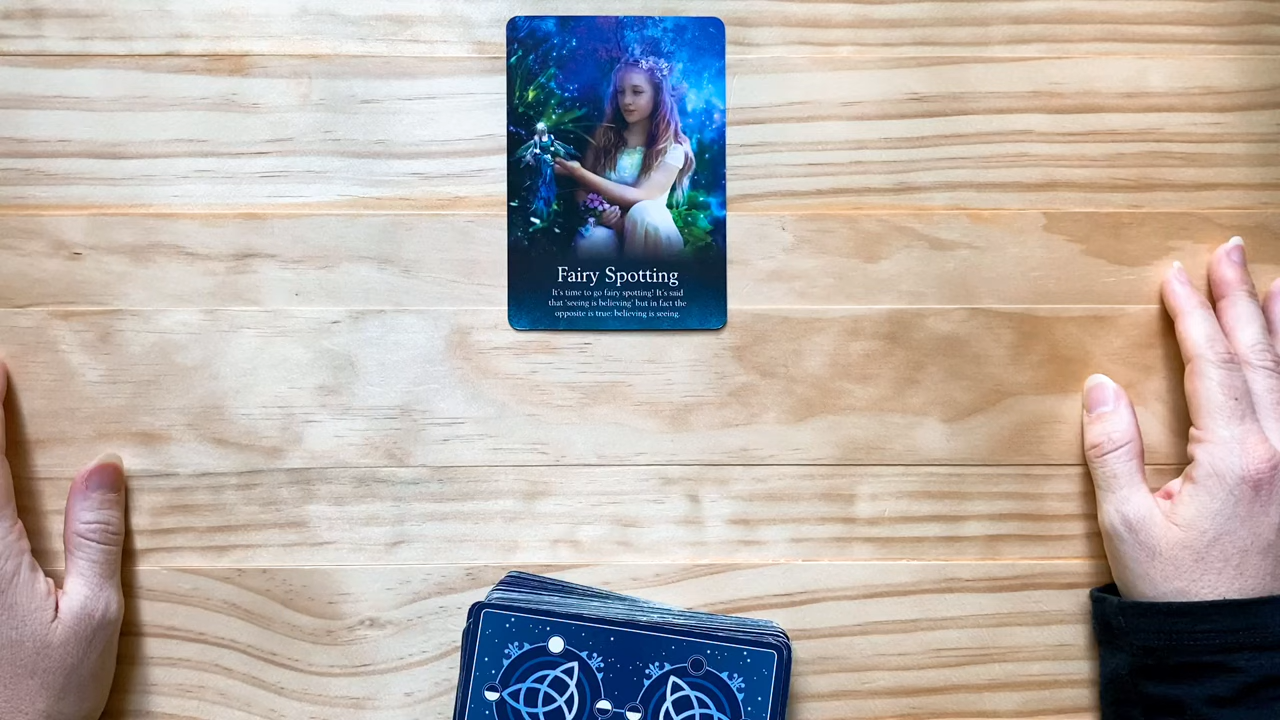 Fairy Spotting
It's time to go fairy spotting! It's said
that 'seeing is believing' but in fact the
opposite is true: believing is seeing.